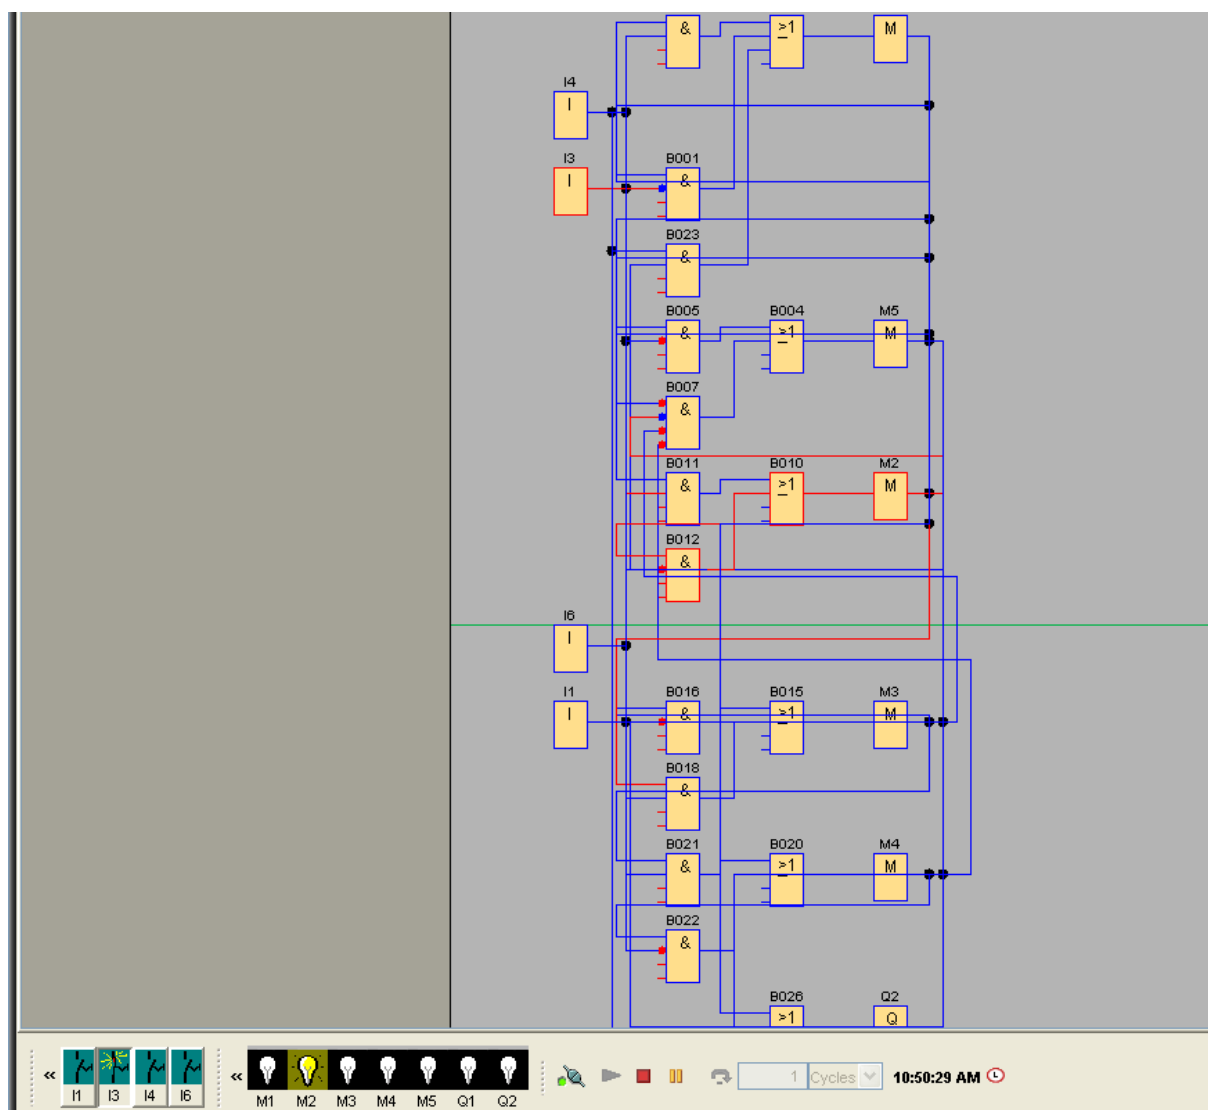 & >1 M
I4
I
I3 B001
I &
B023
&
B005 B004 M5
& >1 M
B007
&
B011 B010 M2
& >1 M
B012
&
I6
I
I1 B016 B015 M3
I & >1 M
B018
&
B021 B020 M4
& >1 M
B022
&
B026 Q2
>1 Q
« « 1 Cycles 10:50:29 AM
I1 I3 I4 I6 M1 M2 M3 M4 M5 Q1 Q2